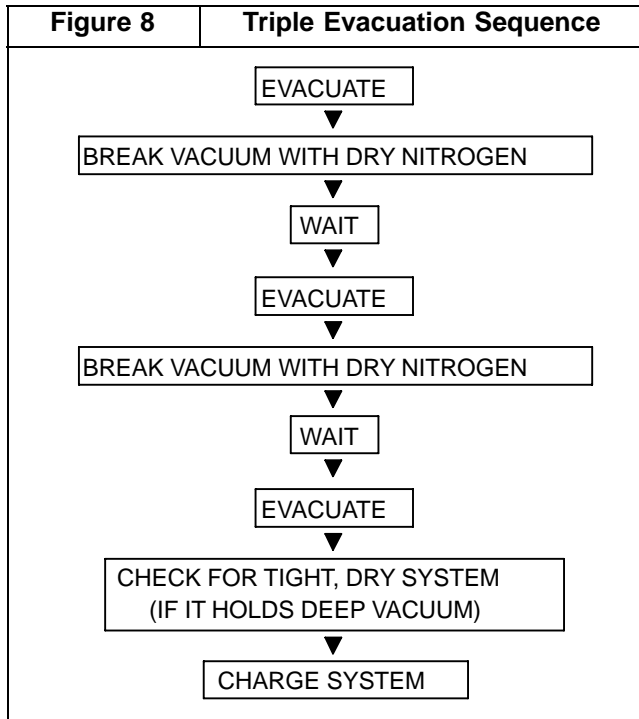 Figure 8 Triple Evacuation Sequence
EVACUATE
BREAK VACUUM WITH DRY NITROGEN
WAIT
EVACUATE
BREAK VACUUM WITH DRY NITROGEN
WAIT
EVACUATE
CHECK FOR TIGHT, DRY SYSTEM
(IF IT HOLDS DEEP VACUUM)
CHARGE SYSTEM